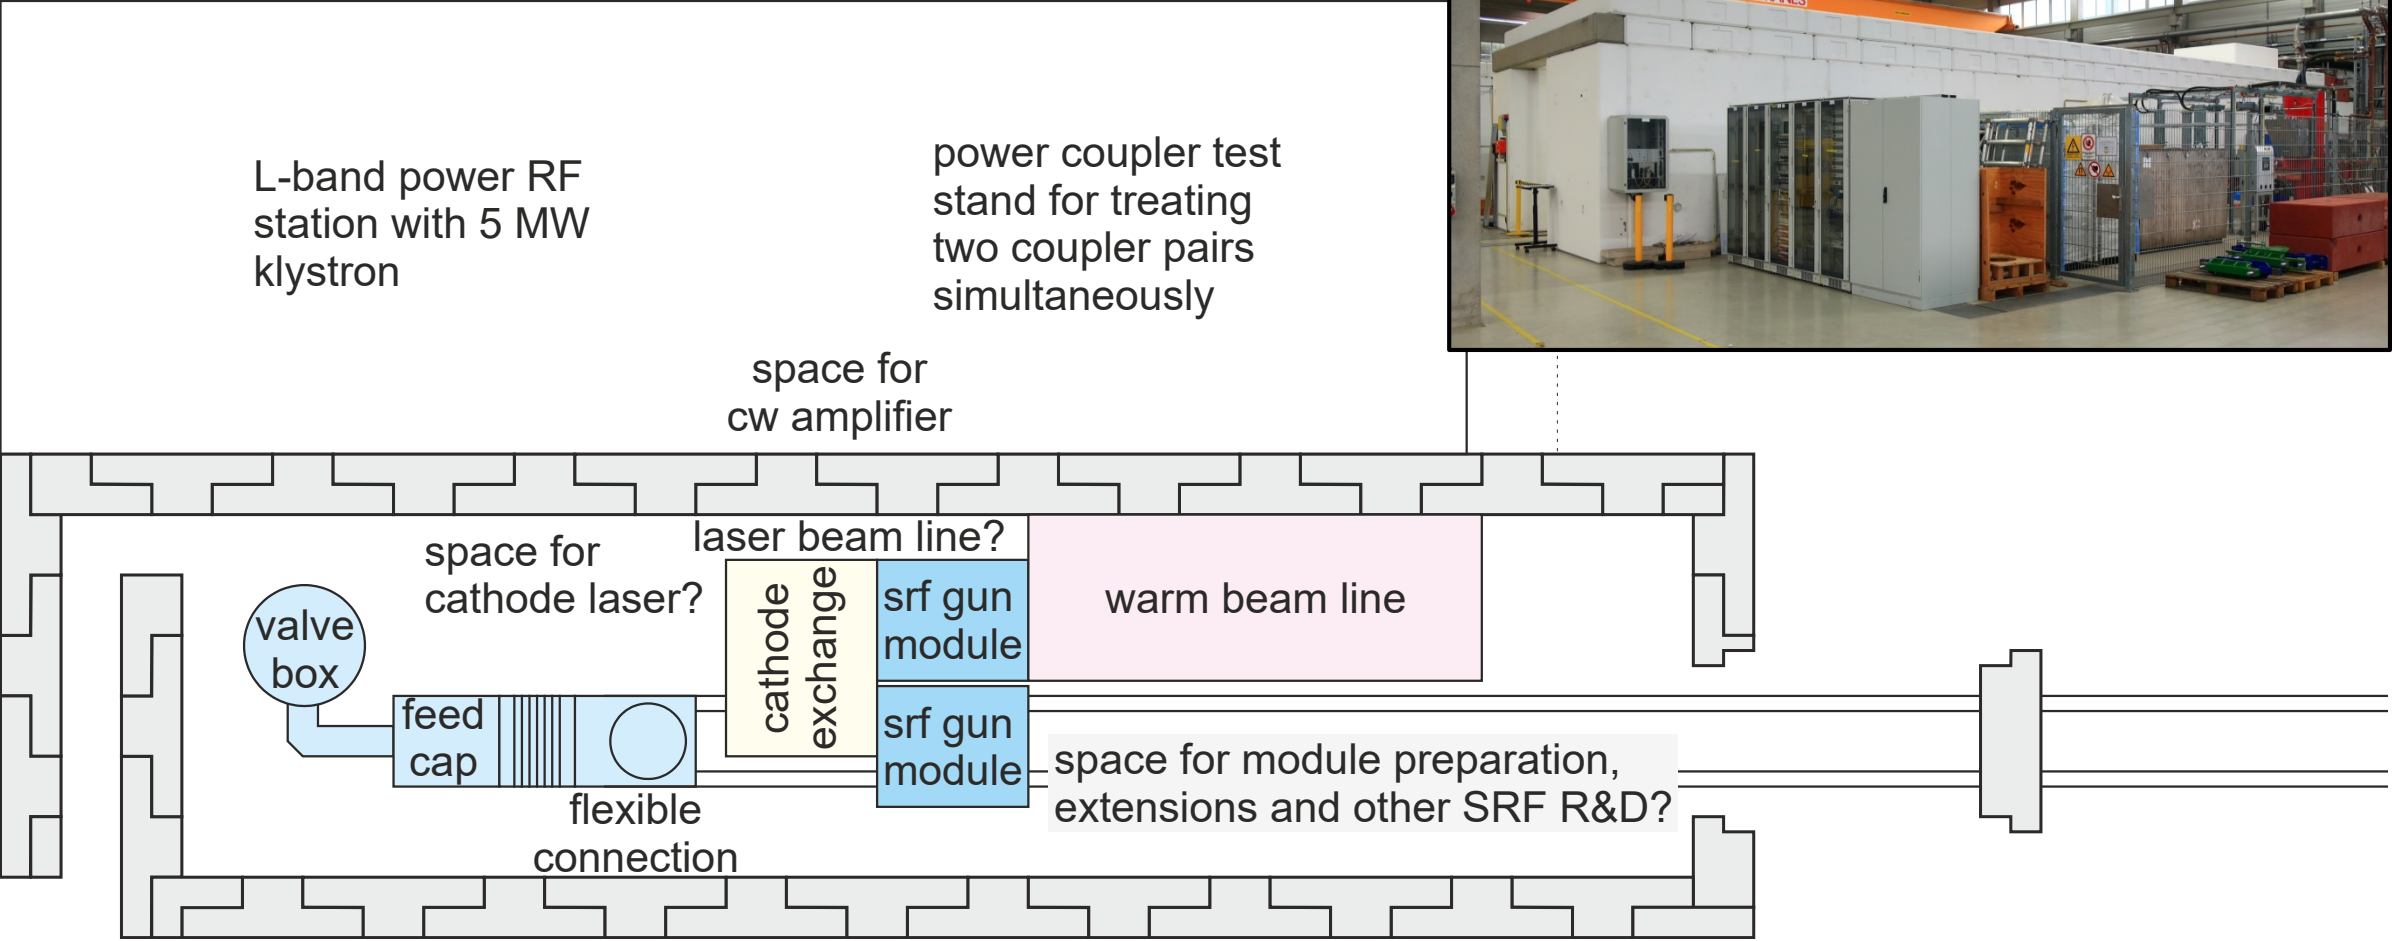 L-band power RF
station with 5 MW
klystron
power coupler test
stand for treating
two coupler pairs
simultaneously
space for
cw amplifier
laser beam line?
space for
cathode laser?
cathode
exchange
srf gun
module
warm beam line
valve
box
feed
cap
srf gun
module
space for module preparation,
extensions and other SRF R&D?
flexible
connection